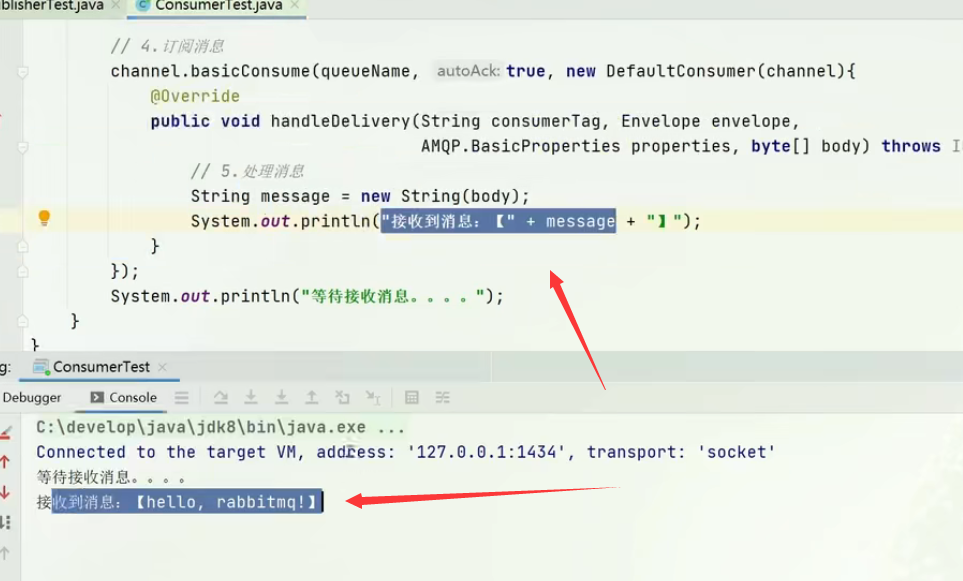 blisherTest.java × ConsumerTest.java ×
// 4.订阅消息
channel.basicConsume(queueName, autoAck: true, new DefaultConsumer(channel){
@Override
public void handleDelivery(String consumerTag, Envelope envelope,
AMQP.BasicProperties properties, byte[] body) throws I
// 5.处理消息
String message = new String(body);
System.out.println("接收到消息：【" + message + "】");
}
});
System.out.println("等待接收消息。。。。");
}
}
g: ConsumerTest ×
Debugger Console
C:\develop\java\jdk8\bin\java.exe ...
Connected to the target VM, address: '127.0.0.1:1434', transport: 'socket'
等待接收消息。。。。
接收到消息：【hello, rabbitmq!】